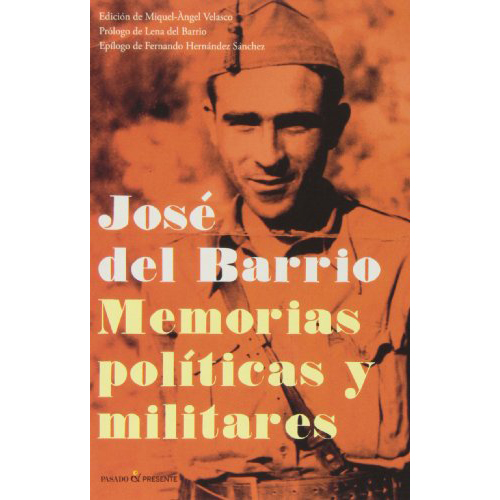 Edición de Miquel-Àngel Velasco
Prólogo de Lena del Barrio
Epílogo de Fernando Hernández Sánchez
José
del Barrio
Memorias
políticas y
militares
PASADO & PRESENTE